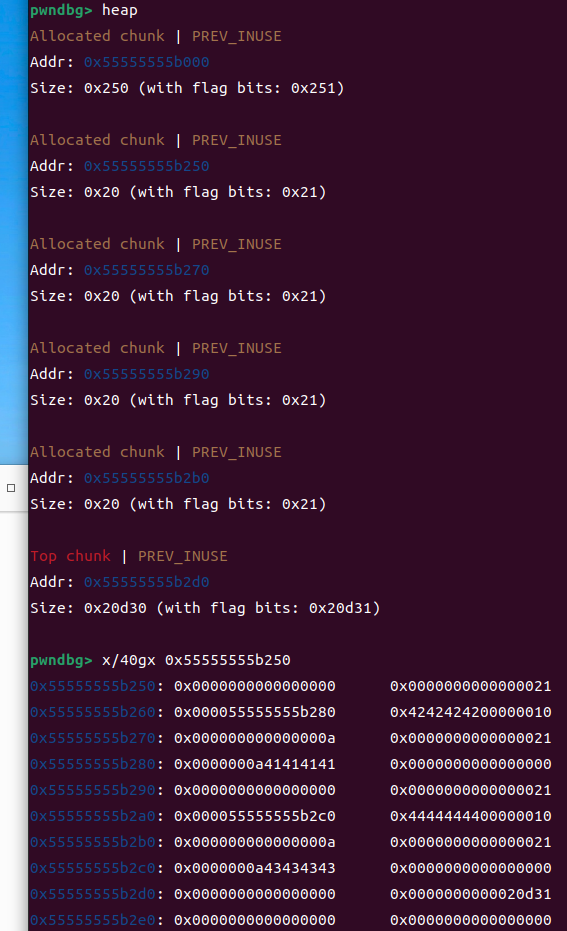 pwndbg> heap
Allocated chunk | PREV_INUSE
Addr: 0x55555555b000
Size: 0x250 (with flag bits: 0x251)
Allocated chunk | PREV_INUSE
Addr: 0x55555555b250
Size: 0x20 (with flag bits: 0x21)
Allocated chunk | PREV_INUSE
Addr: 0x55555555b270
Size: 0x20 (with flag bits: 0x21)
Allocated chunk | PREV_INUSE
Addr: 0x55555555b290
Size: 0x20 (with flag bits: 0x21)
Allocated chunk | PREV_INUSE
Addr: 0x55555555b2b0
Size: 0x20 (with flag bits: 0x21)
Top chunk | PREV_INUSE
Addr: 0x55555555b2d0
Size: 0x20d30 (with flag bits: 0x20d31)
pwndbg> x/40gx 0x55555555b250
0x55555555b250: 0x0000000000000000 0x0000000000000021
0x55555555b260: 0x000055555555b280 0x4242424200000010
0x55555555b270: 0x000000000000000a 0x0000000000000021
0x55555555b280: 0x0000000a41414141 0x0000000000000000
0x55555555b290: 0x0000000000000000 0x0000000000000021
0x55555555b2a0: 0x000055555555b2c0 0x4444444400000010
0x55555555b2b0: 0x000000000000000a 0x0000000000000021
0x55555555b2c0: 0x0000000a43434343 0x0000000000000000
0x55555555b2d0: 0x0000000000000000 0x0000000000020d31
0x55555555b2e0: 0x0000000000000000 0x0000000000000000